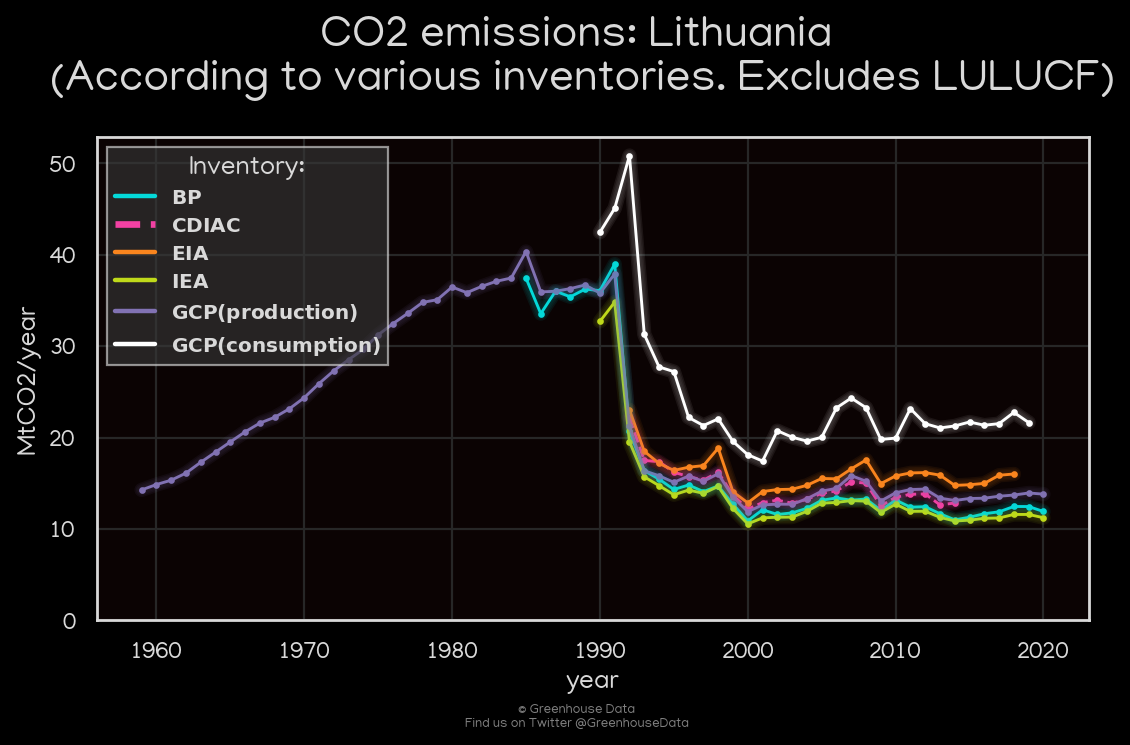 CO2 emissions: Lithuania
(According to various inventories. Excludes LULUCF)
Inventory:
BP
CDIAC
EIA
IEA
GCP(production)
GCP(consumption)
MtCO2/year
50
40
30
20
10
0
1960 1970 1980 1990 2000 2010 2020
year
© Greenhouse Data
Find us on Twitter @GreenhouseData